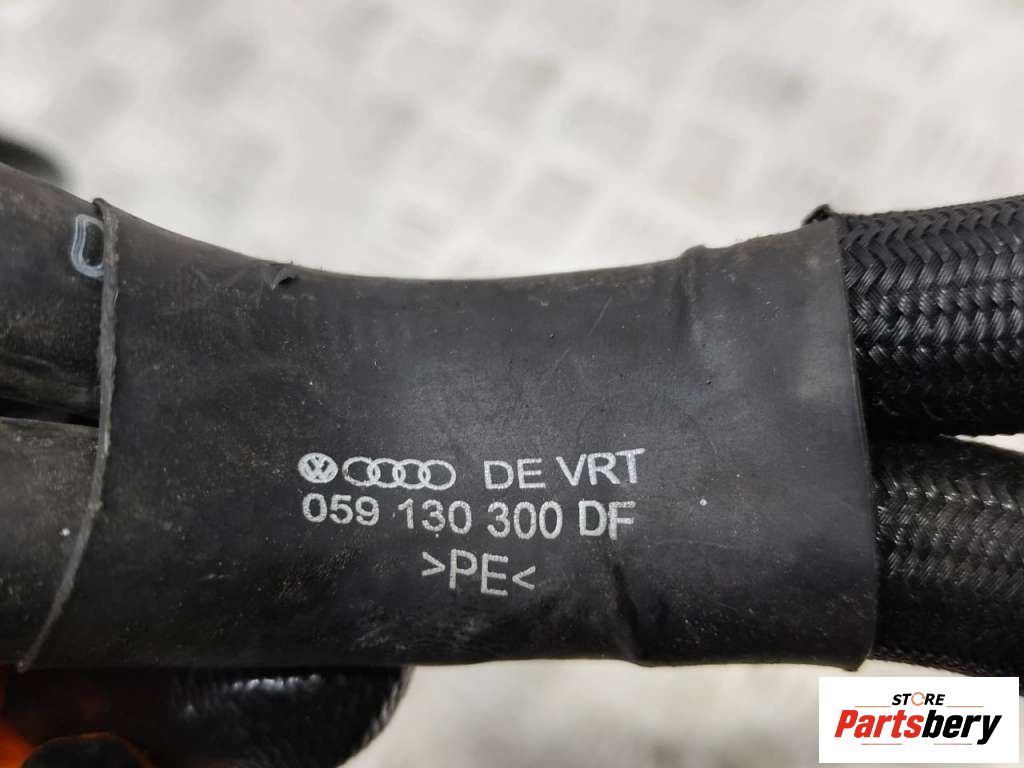 DE VRT
059 130 300 DF
>PE<
STORE
Partsbery